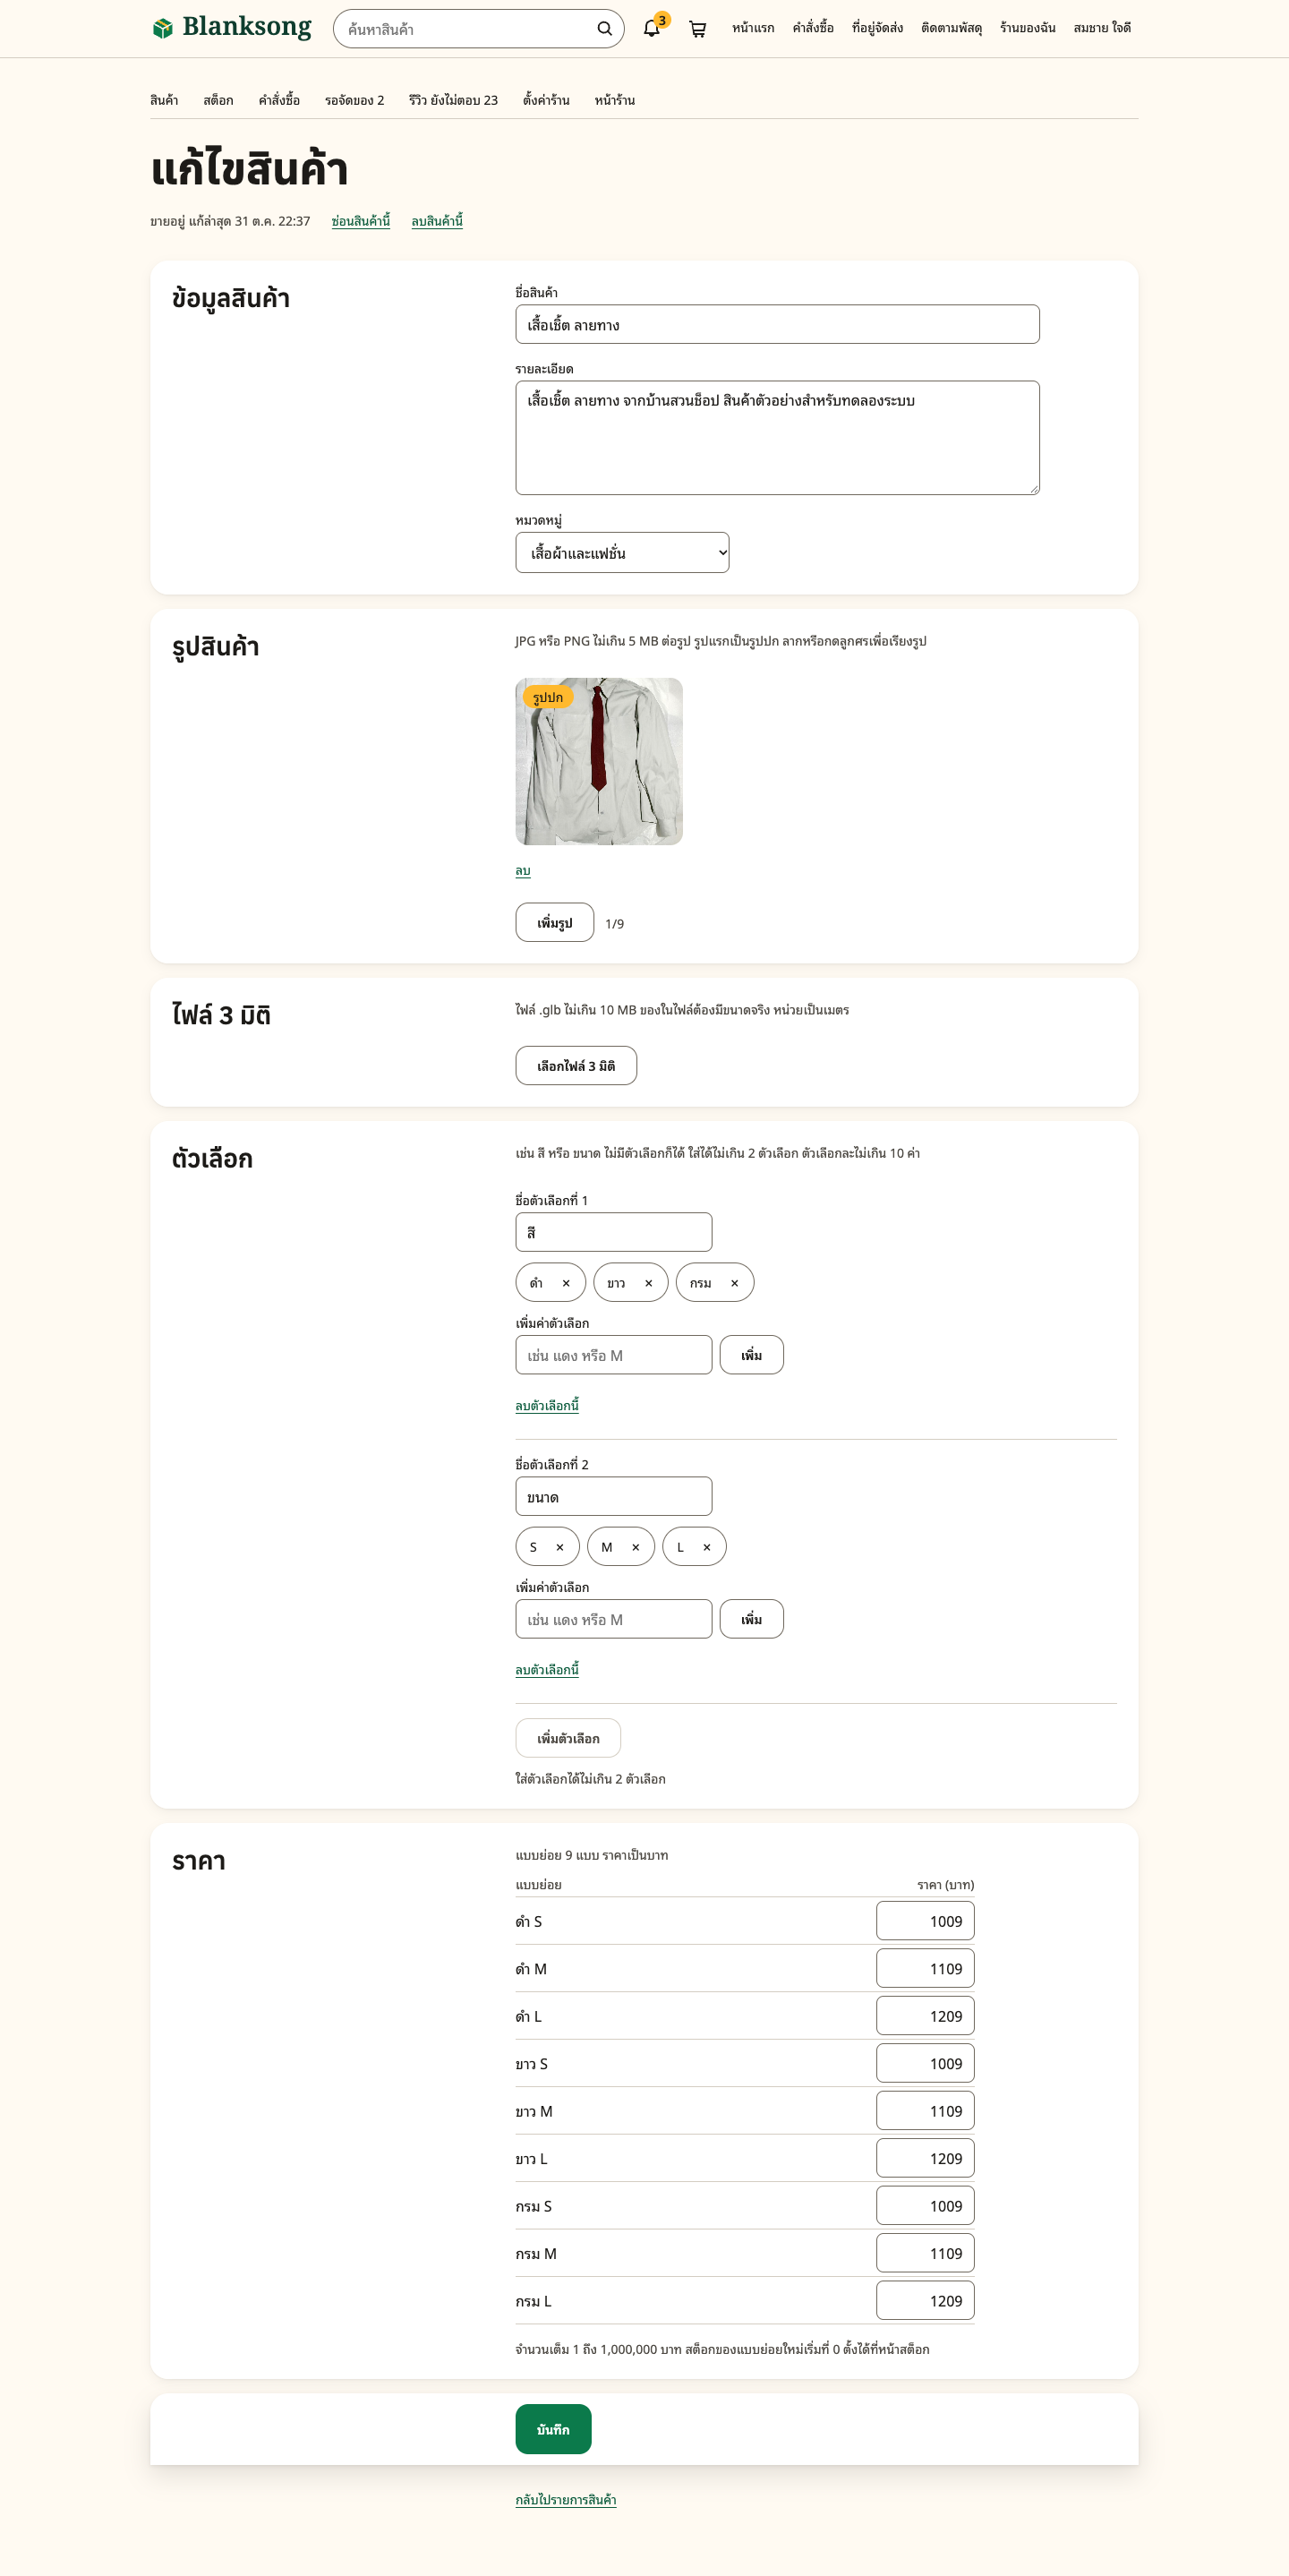 Blanksong
ค้นหาสินค้า
3
หน้าแรก คำสั่งซื้อ ที่อยู่จัดส่ง ติดตามพัสดุ ร้านของฉัน สมชาย ใจดี
สินค้า สต็อก คำสั่งซื้อ รอจัดของ 2 รีวิว ยังไม่ตอบ 23 ตั้งค่าร้าน หน้าร้าน
แก้ไขสินค้า
ขายอยู่ แก้ล่าสุด 31 ต.ค. 22:37 ซ่อนสินค้านี้ ลบสินค้านี้
ข้อมูลสินค้า
ชื่อสินค้า
เสื้อเชิ้ต ลายทาง
รายละเอียด
เสื้อเชิ้ต ลายทาง จากบ้านสวนช็อป สินค้าตัวอย่างสำหรับทดลองระบบ
หมวดหมู่
เสื้อผ้าและแฟชั่น
รูปสินค้า
JPG หรือ PNG ไม่เกิน 5 MB ต่อรูป รูปแรกเป็นรูปปก ลากหรือกดลูกศรเพื่อเรียงรูป
รูปปก
ลบ
เพิ่มรูป 1/9
ไฟล์ 3 มิติ
ไฟล์ .glb ไม่เกิน 10 MB ของในไฟล์ต้องมีขนาดจริง หน่วยเป็นเมตร
เลือกไฟล์ 3 มิติ
ตัวเลือก
เช่น สี หรือ ขนาด ไม่มีตัวเลือกก็ได้ ใส่ได้ไม่เกิน 2 ตัวเลือก ตัวเลือกละไม่เกิน 10 ค่า
ชื่อตัวเลือกที่ 1
สี
ดำ × ขาว × กรม ×
เพิ่มค่าตัวเลือก
เช่น แดง หรือ M เพิ่ม
ลบตัวเลือกนี้
ชื่อตัวเลือกที่ 2
ขนาด
S × M × L ×
เพิ่มค่าตัวเลือก
เช่น แดง หรือ M เพิ่ม
ลบตัวเลือกนี้
เพิ่มตัวเลือก
ใส่ตัวเลือกได้ไม่เกิน 2 ตัวเลือก
ราคา
แบบย่อย 9 แบบ ราคาเป็นบาท
แบบย่อย ราคา (บาท)
ดำ S 1009
ดำ M 1109
ดำ L 1209
ขาว S 1009
ขาว M 1109
ขาว L 1209
กรม S 1009
กรม M 1109
กรม L 1209
จำนวนเต็ม 1 ถึง 1,000,000 บาท สต็อกของแบบย่อยใหม่เริ่มที่ 0 ตั้งได้ที่หน้าสต็อก
บันทึก
กลับไปรายการสินค้า